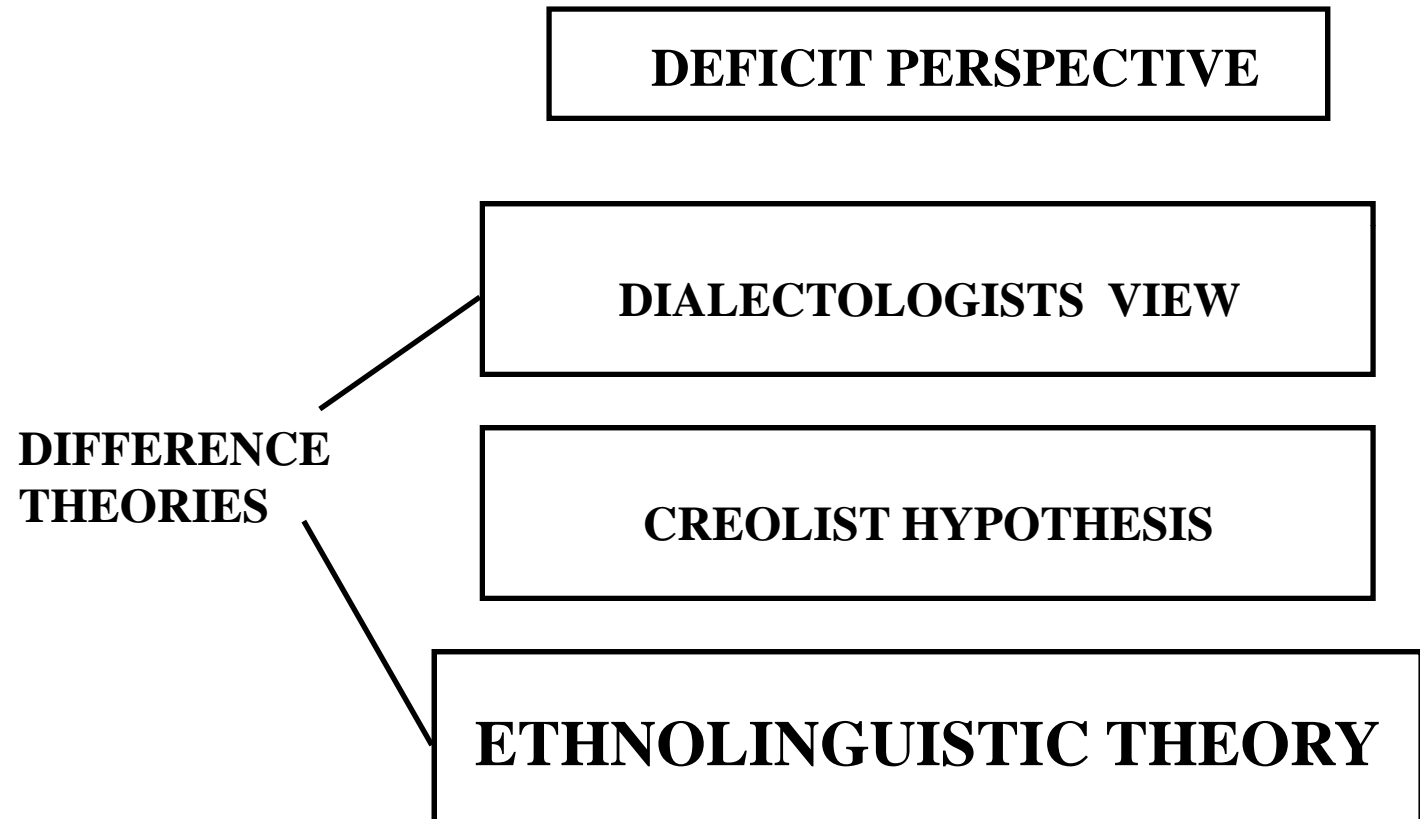 DEFICIT PERSPECTIVE
DIALECTOLOGISTS VIEW
DIFFERENCE
THEORIES
CREOLIST HYPOTHESIS
ETHNOLINGUISTIC THEORY